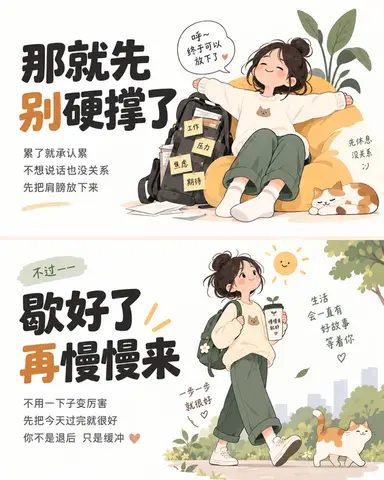 那就先
别硬撑了
累了就承认累
不想说话也没关系
先把肩膀放下来
呼~
终于可以
放下了
工作
压力
焦虑
期待
先休息
没关系
:)
不过——
歇好了
再慢慢来
不用一下子变厉害
先把今天过完就很好
你不是退后 只是缓冲
慢慢来
就好
一步一步
就很好
生活
会一直有
好故事
等着你